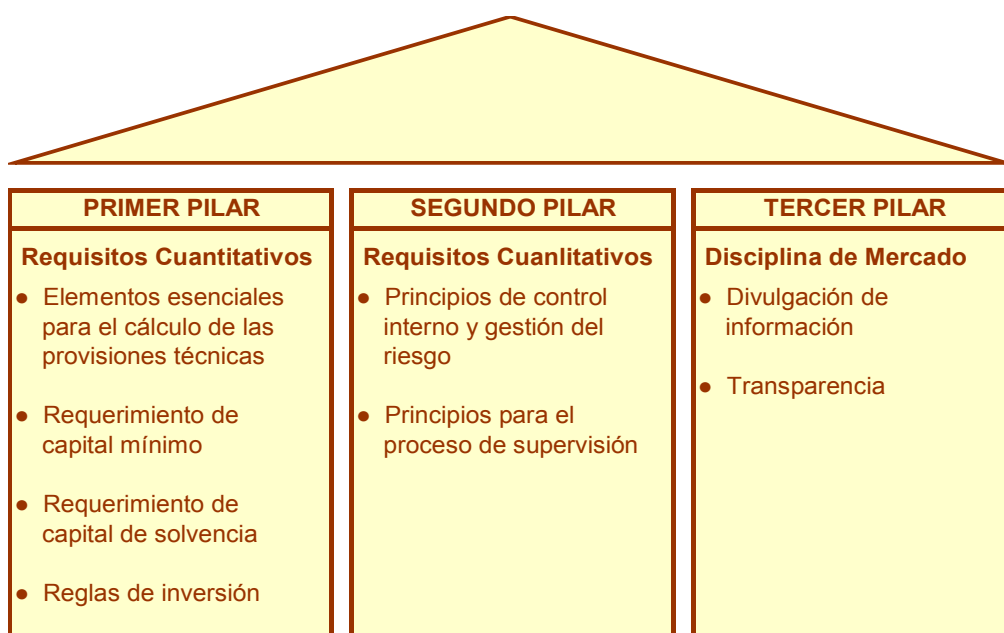 PRIMER PILAR
Requisitos Cuantitativos
● Elementos esenciales
para el cálculo de las
provisiones técnicas
● Requerimiento de
capital mínimo
● Requerimiento de
capital de solvencia
● Reglas de inversión
SEGUNDO PILAR
Requisitos Cuanlitativos
● Principios de control
interno y gestión del
riesgo
● Principios para el
proceso de supervisión
TERCER PILAR
Disciplina de Mercado
● Divulgación de
información
● Transparencia